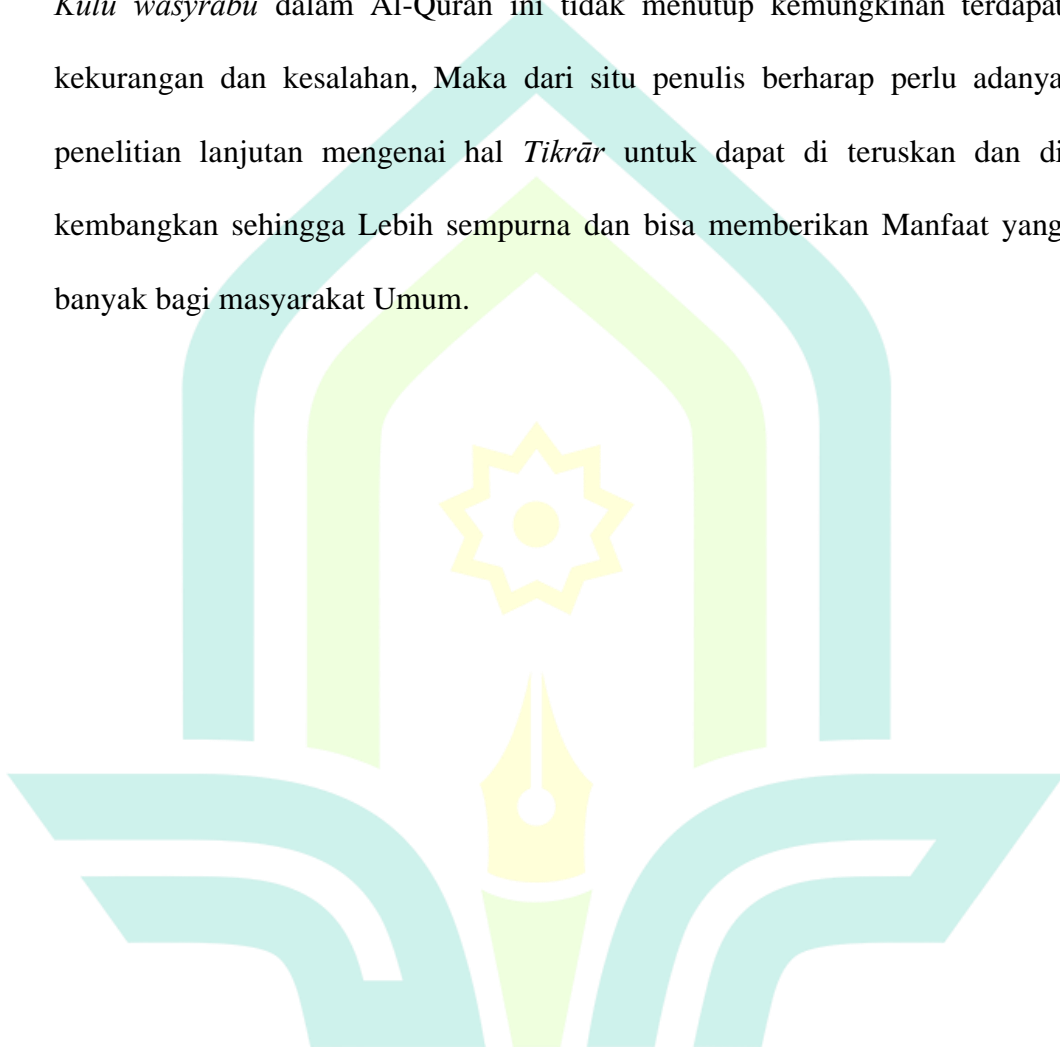 Kulu wasyrabu dalam Al-Quran ini tidak menutup kemungkinan terdapat
kekurangan dan kesalahan, Maka dari situ penulis berharap perlu adanya
penelitian lanjutan mengenai hal Tikrār untuk dapat di teruskan dan di
kembangkan sehingga Lebih sempurna dan bisa memberikan Manfaat yang
banyak bagi masyarakat Umum.